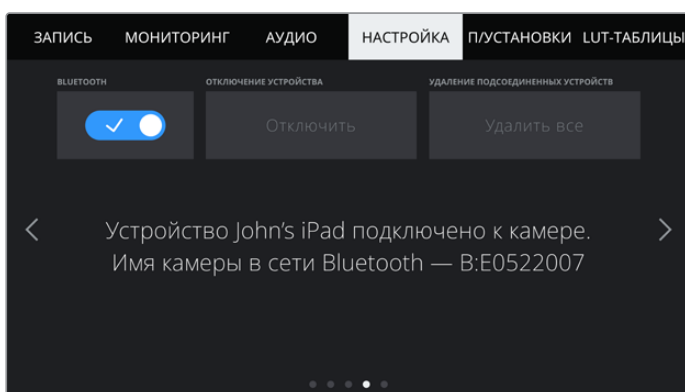 ЗАПИСЬ МОНИТОРИНГ АУДИО НАСТРОЙКА П/УСТАНОВКИ LUT-ТАБЛИЦЫ
BLUETOOTH ОТКЛЮЧЕНИЕ УСТРОЙСТВА УДАЛЕНИЕ ПОДСОЕДИНЕННЫХ УСТРОЙСТВ
Отключить Удалить все
Устройство John’s iPad подключено к камере.
Имя камеры в сети Bluetooth — B:E0522007